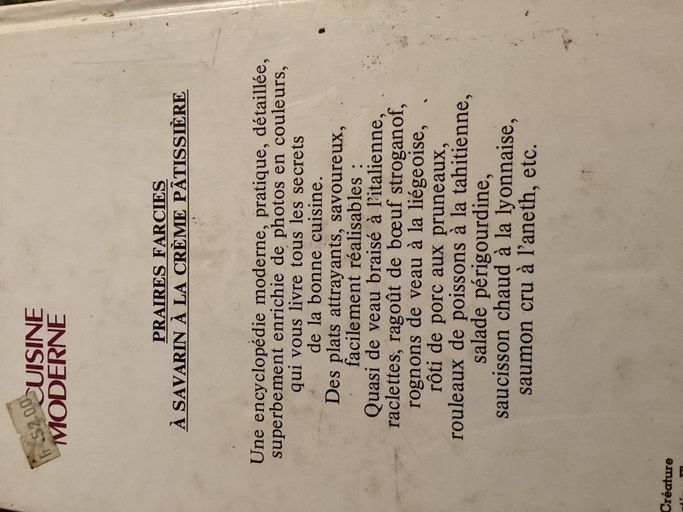 CUISINE
MODERNE
Fr. 52.00
PRAIRES FARCIES
À SAVARIN À LA CRÈME PÂTISSIÈRE
Une encyclopédie moderne, pratique, détaillée,
superbement enrichie de photos en couleurs,
qui vous livre tous les secrets
de la bonne cuisine.
Des plats attrayants, savoureux,
facilement réalisables :
Quasi de veau braisé à l'italienne,
raclettes, ragoût de bœuf stroganof,
rognons de veau à la liégeoise,
rôti de porc aux pruneaux,
rouleaux de poissons à la tahitienne,
salade périgourdine,
saucisson chaud à la lyonnaise,
saumon cru à l'aneth, etc.
Créature